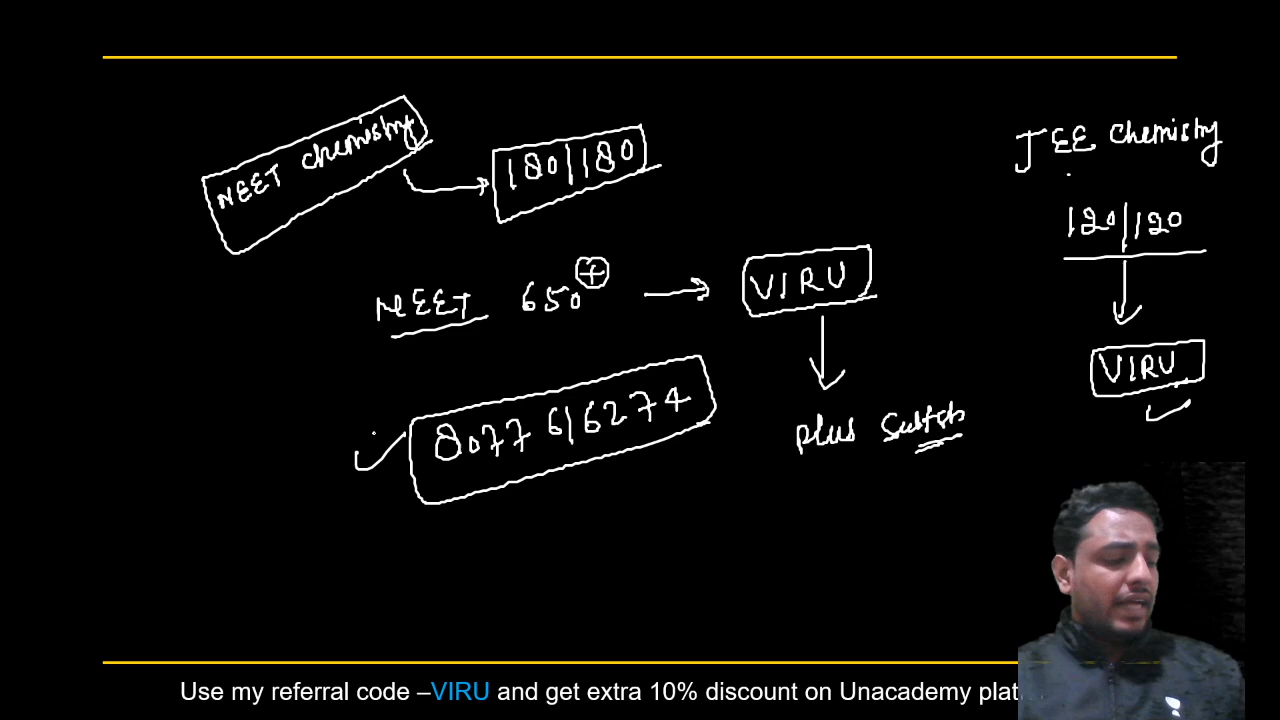 NEET Chemistry
180/180
NEET 650+
VIRU
8077616274
plus
JEE Chemistry
120/120
VIRU
Use my referral code –VIRU and get extra 10% discount on Unacademy